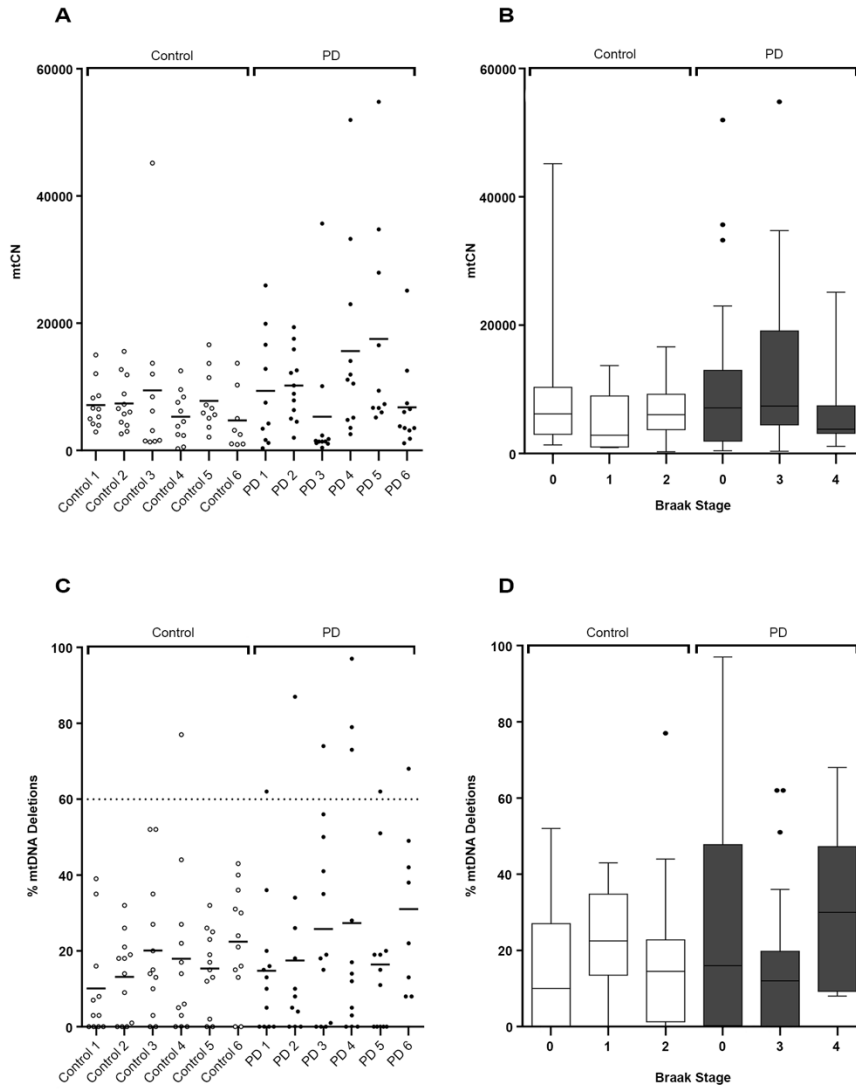 A
Control PD
60000
40000
20000
0
mtCN
Control 1 Control 2 Control 3 Control 4 Control 5 Control 6 PD 1 PD 2 PD 3 PD 4 PD 5 PD 6
B
Control PD
60000
40000
20000
0
mtCN
0 1 2 0 3 4
Braak Stage
C
Control PD
100
80
60
40
20
0
% mtDNA Deletions
Control 1 Control 2 Control 3 Control 4 Control 5 Control 6 PD 1 PD 2 PD 3 PD 4 PD 5 PD 6
D
Control PD
100
80
60
40
20
0
% mtDNA Deletions
0 1 2 0 3 4
Braak Stage